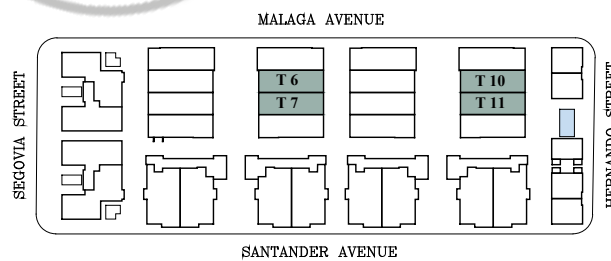 MALAGA AVENUE
SEGOVIA STREET
T 6
T 7
T 10
T 11
HERNANDO STREET
SANTANDER AVENUE